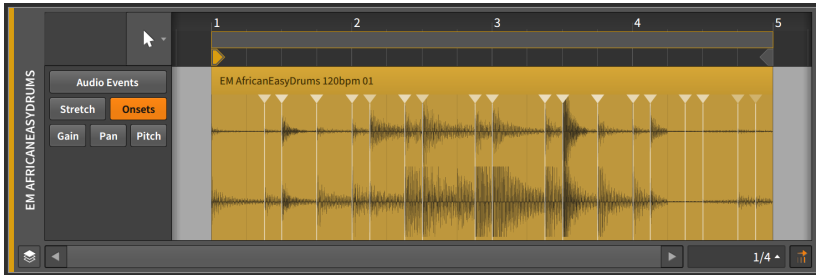 1 2 3 4 5
EM AFRICANEASYDRUMS
Audio Events
Stretch Onsets
Gain Pan Pitch
EM AfricanEasyDrums 120bpm 01
1/4